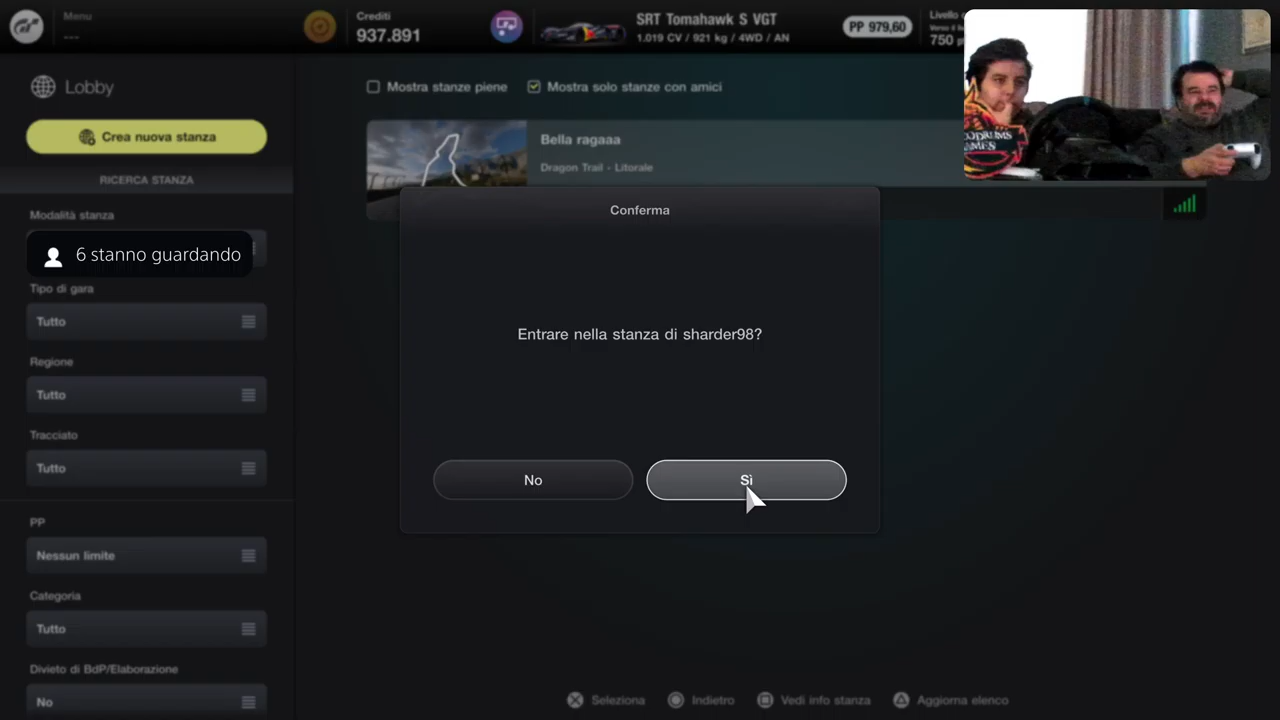 Menu
---
Crediti
937.891
SRT Tomahawk S VGT
1.019 CV / 921 kg / 4WD / AN
PP 979,60
Livello
750
Lobby
Mostra stanze piene
Mostra solo stanze con amici
Crea nuova stanza
Bella ragaaa
Dragon Trail - Litorale
RICERCA STANZA
Modalità stanza
6 stanno guardando
Tipo di gara
Tutto
Regione
Tutto
Tracciato
Tutto
PP
Nessun limite
Categoria
Tutto
Divieto di BdP/Elaborazione
No
Conferma
Entrare nella stanza di sharder98?
No
Sì
Seleziona
Indietro
Vedi info stanza
Aggiorna elenco